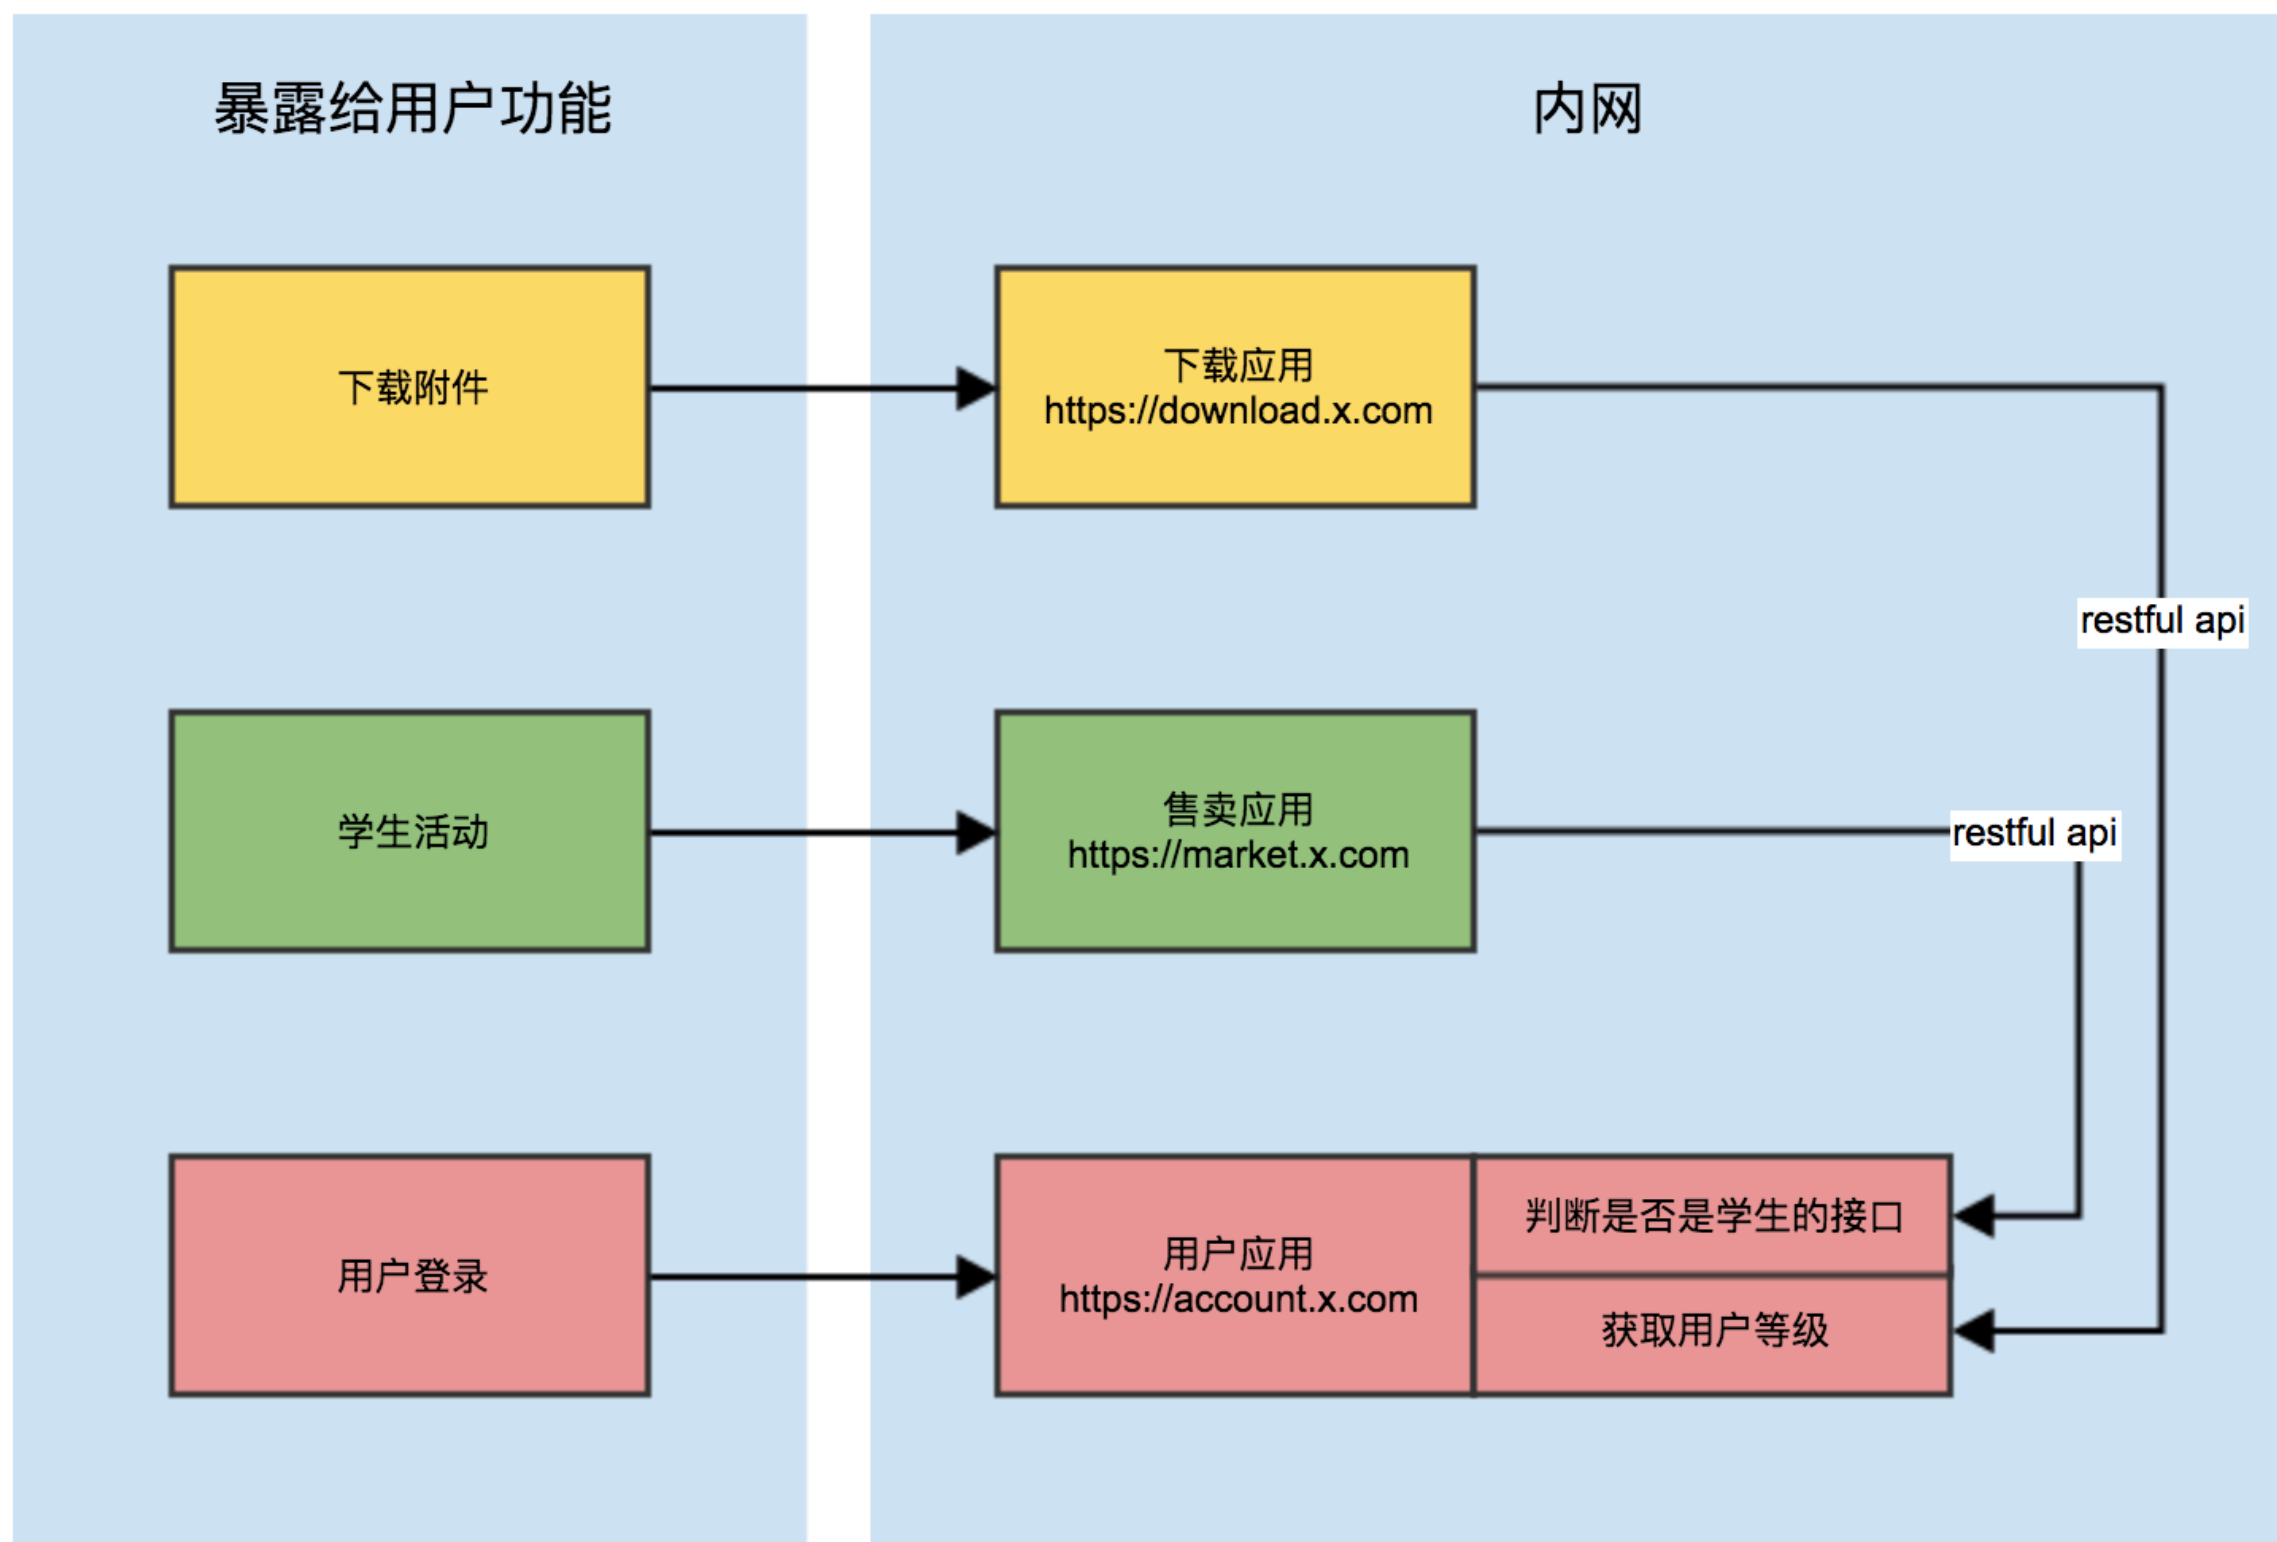 暴露给用户功能
内网
下载附件
下载应用
https://download.x.com
restful api
学生活动
售卖应用
https://market.x.com
restful api
用户登录
用户应用
https://account.x.com
判断是否是学生的接口
获取用户等级